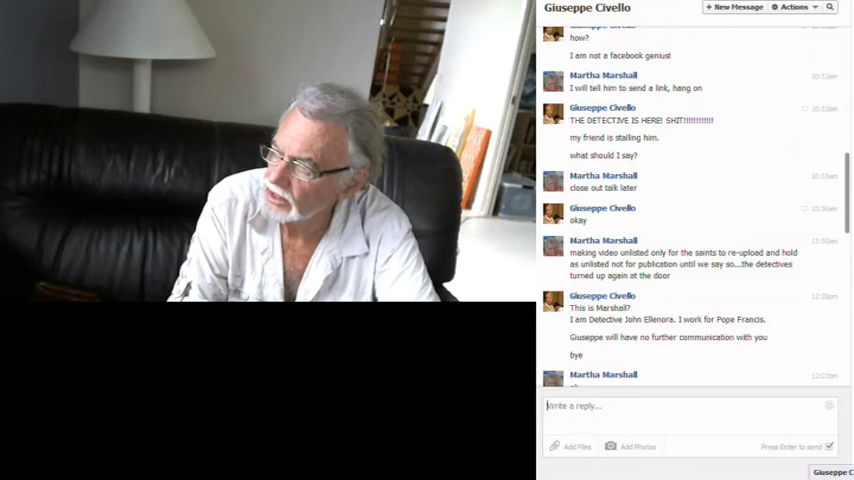 Giuseppe Civello
+ New Message
Actions
Giuseppe Civello
how?
I am not a facebook genius!
Martha Marshall 10:53am
I will tell him to send a link, hang on
Giuseppe Civello 10:53am
THE DETECTIVE IS HERE! SHIT!!!!!!!!!!!!!
my friend is stalling him.
what should I say?
Martha Marshall 10:55am
close out talk later
Giuseppe Civello 10:56am
okay
Martha Marshall 11:50am
making video unlisted only for the saints to re-upload and hold
as unlisted not for publication until we say so...the detectives
turned up again at the door
Giuseppe Civello 12:26pm
This is Marshall?
I am Detective John Ellenora. I work for Pope Francis.
Giuseppe will have no further communication with you
bye
Martha Marshall 12:27pm
Write a reply...
Add Files
Add Photos
Press Enter to send
Giuseppe C